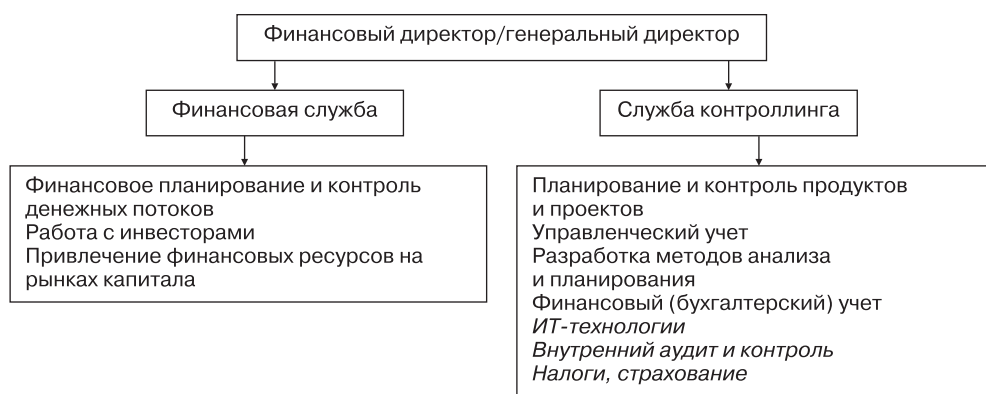 Финансовый директор/генеральный директор
Финансовая служба
Служба контроллинга
Финансовое планирование и контроль
денежных потоков
Работа с инвесторами
Привлечение финансовых ресурсов на
рынках капитала
Планирование и контроль продуктов
и проектов
Управленческий учет
Разработка методов анализа
и планирования
Финансовый (бухгалтерский) учет
ИТ-технологии
Внутренний аудит и контроль
Налоги, страхование